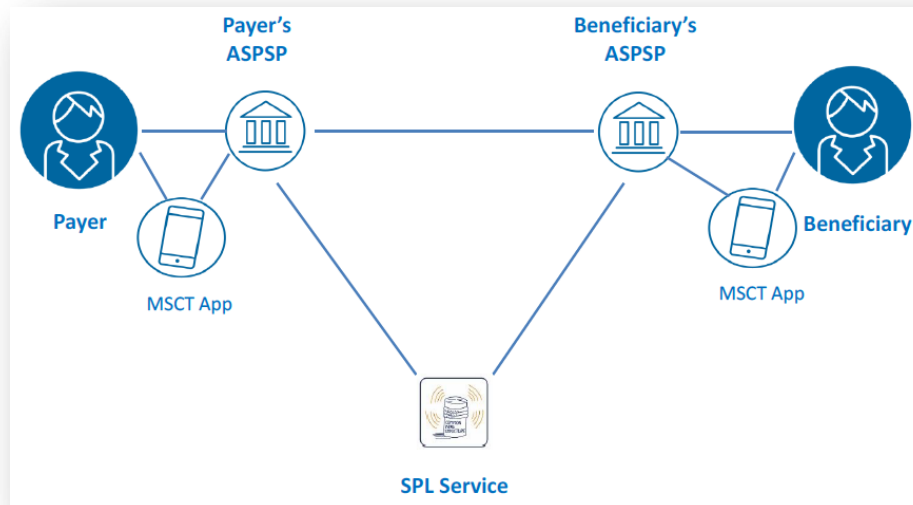 Payer's
ASPSP
Beneficiary's
ASPSP
Payer
Beneficiary
MSCT App
MSCT App
SPL Service